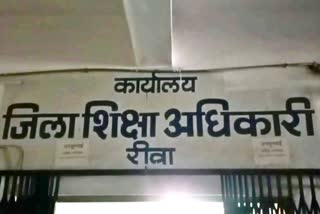 कार्यालय
जिला शिक्षा अधिकारी
रीवा